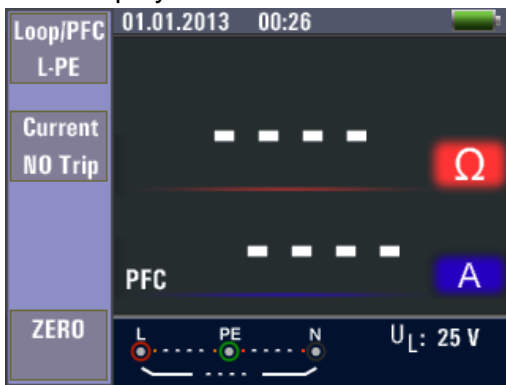 Loop/PFC
L-PE
01.01.2013 00:26
Current
NO Trip
- - - -
Ω
- - - -
PFC
A
ZERO
L PE N
UL: 25 V